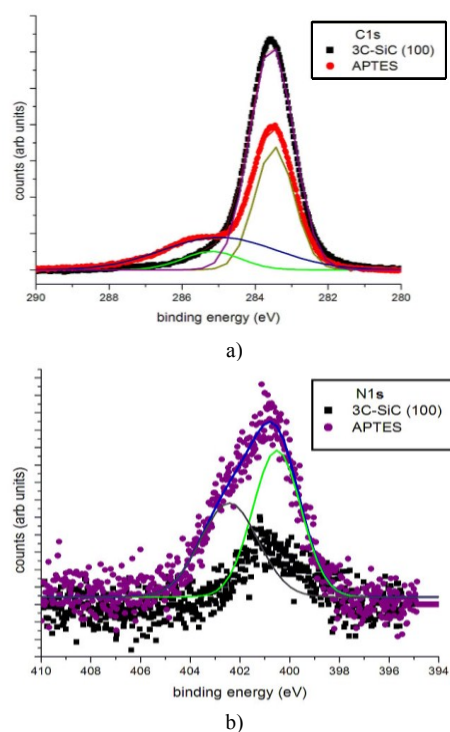 C1s
3C-SiC (100)
APTES
counts (arb units)
290 288 286 284 282 280
binding energy (eV)
a)
N1s
3C-SiC (100)
APTES
counts (arb units)
410 408 406 404 402 400 398 396 394
binding energy (eV)
b)